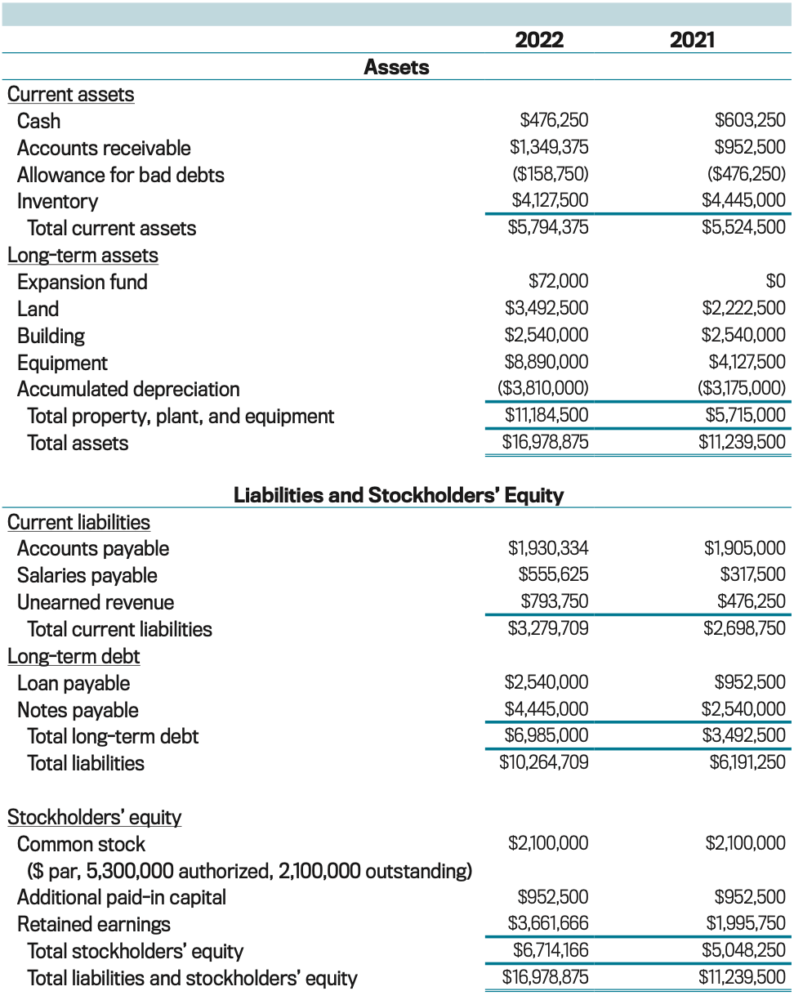 2022 2021
Assets
Current assets
Cash $476,250 $603,250
Accounts receivable $1,349,375 $952,500
Allowance for bad debts ($158,750) ($476,250)
Inventory $4,127,500 $4,445,000
Total current assets $5,794,375 $5,524,500
Long-term assets
Expansion fund $72,000 $0
Land $3,492,500 $2,222,500
Building $2,540,000 $2,540,000
Equipment $8,890,000 $4,127,500
Accumulated depreciation ($3,810,000) ($3,175,000)
Total property, plant, and equipment $11,184,500 $5,715,000
Total assets $16,978,875 $11,239,500
Liabilities and Stockholders’ Equity
Current liabilities
Accounts payable $1,930,334 $1,905,000
Salaries payable $555,625 $317,500
Unearned revenue $793,750 $476,250
Total current liabilities $3,279,709 $2,698,750
Long-term debt
Loan payable $2,540,000 $952,500
Notes payable $4,445,000 $2,540,000
Total long-term debt $6,985,000 $3,492,500
Total liabilities $10,264,709 $6,191,250
Stockholders’ equity
Common stock $2,100,000 $2,100,000
($ par, 5,300,000 authorized, 2,100,000 outstanding)
Additional paid-in capital $952,500 $952,500
Retained earnings $3,661,666 $1,995,750
Total stockholders’ equity $6,714,166 $5,048,250
Total liabilities and stockholders’ equity $16,978,875 $11,239,500